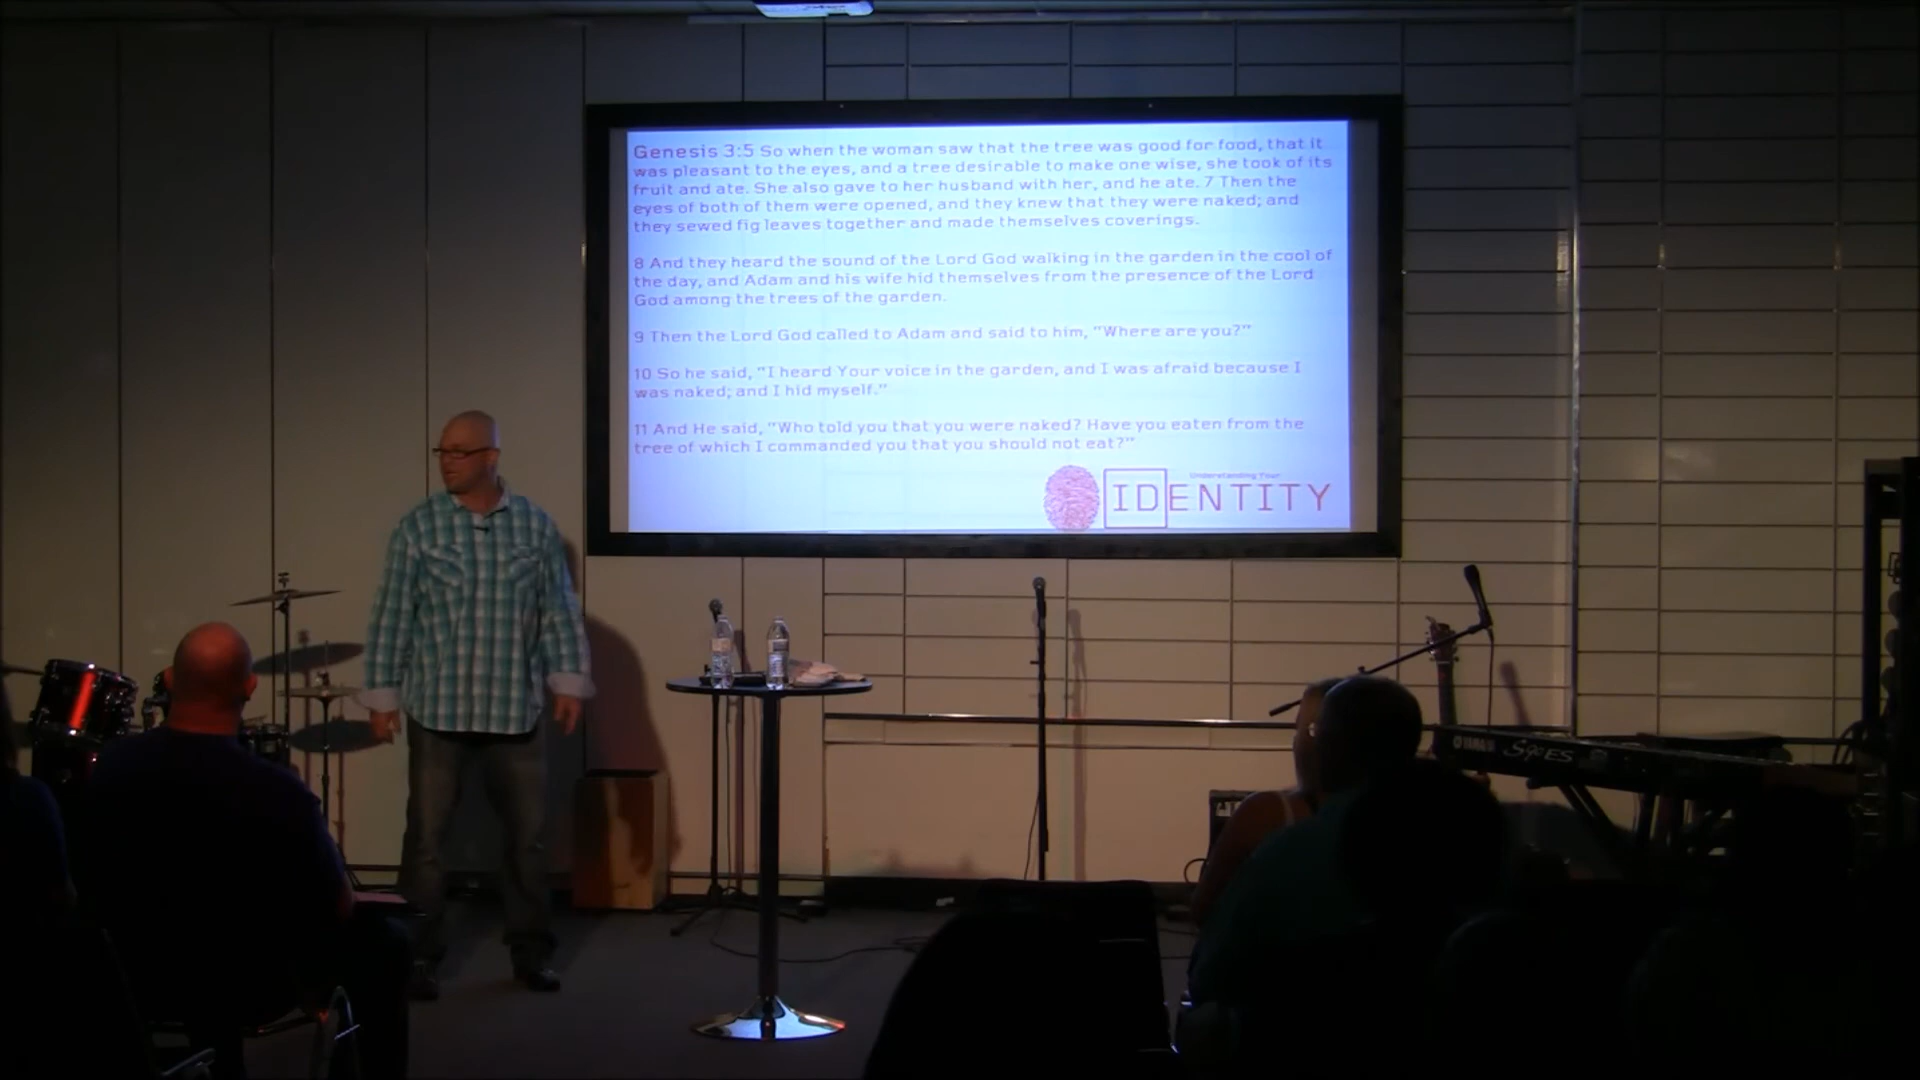 Genesis 3:5 So when the woman saw that the tree was good for food, that it
was pleasant to the eyes, and a tree desirable to make one wise, she took of its
fruit and ate. She also gave to her husband with her, and he ate. 7 Then the
eyes of both of them were opened, and they knew that they were naked; and
they sewed fig leaves together and made themselves coverings.
8 And they heard the sound of the Lord God walking in the garden in the cool of
the day, and Adam and his wife hid themselves from the presence of the Lord
God among the trees of the garden.
9 Then the Lord God called to Adam and said to him, "Where are you?"
10 So he said, "I heard Your voice in the garden, and I was afraid because I
was naked; and I hid myself."
11 And He said, "Who told you that you were naked? Have you eaten from the
tree of which I commanded you that you should not eat?"
Understanding Your
IDENTITY
YAMAHA S90 ES